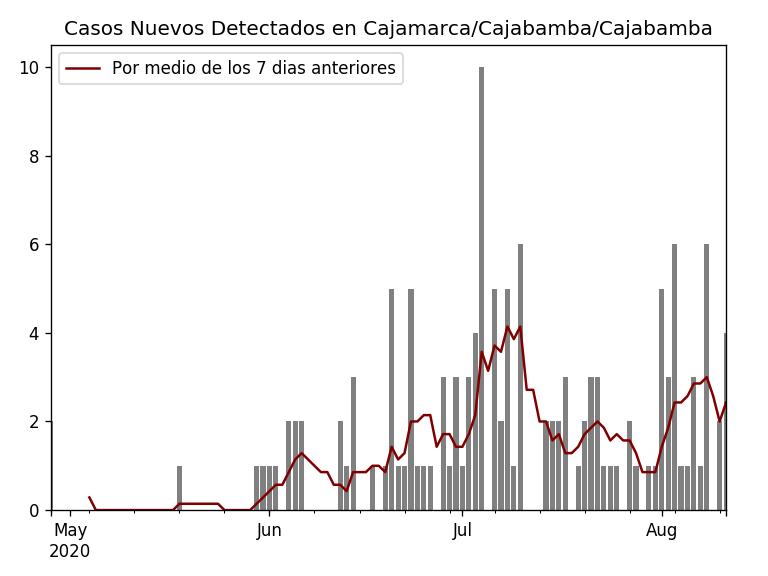 Casos Nuevos Detectados en Cajamarca/Cajabamba/Cajabamba
Por medio de los 7 dias anteriores
10
8
6
4
2
0
May Jun Jul Aug
2020